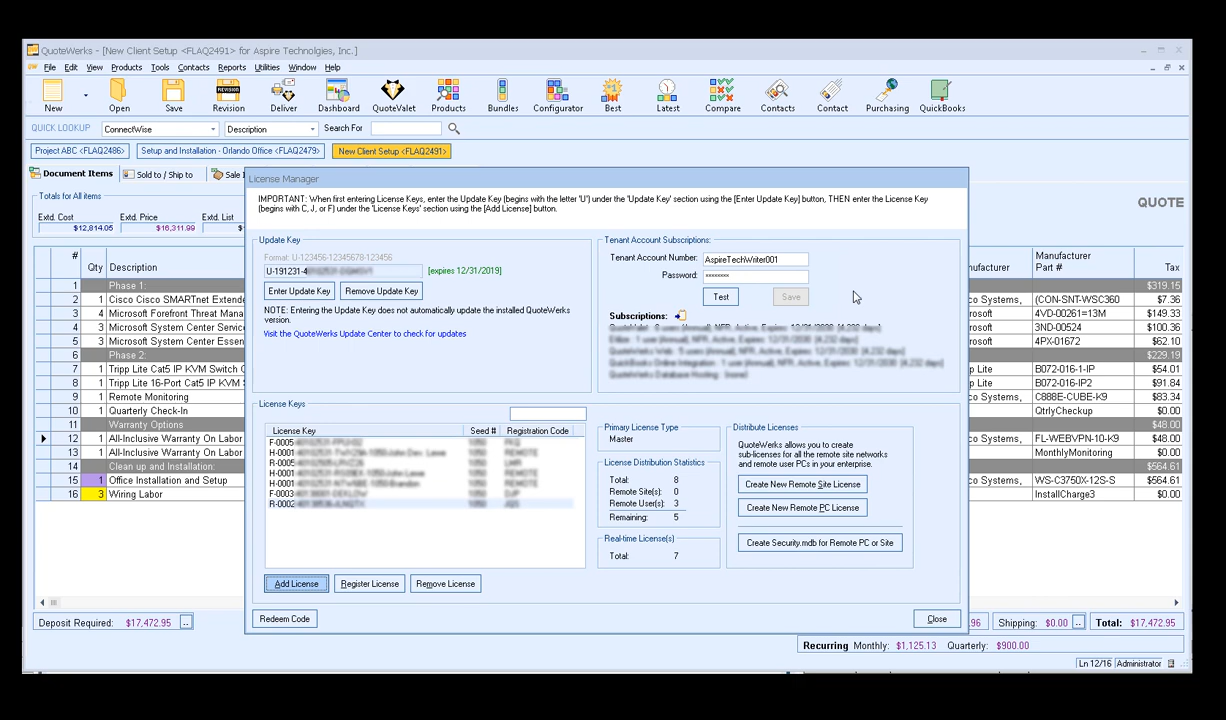 QuoteWerks - [New Client Setup <FLAQ2491> for Aspire Technolgies, Inc.]
File Edit View Products Tools Contacts Reports Utilities Window Help
New Open Save Revision Deliver Dashboard QuoteValet Products Bundles Configurator Best Latest Compare Contacts Contact Purchasing QuickBooks
QUICK LOOKUP ConnectWise Description Search For
Project ABC <FLAQ2486> Setup and Installation - Orlando Office <FLAQ2479> New Client Setup <FLAQ2491>
Document Items Sold to / Ship to Sale
Totals for All items
Extd. Cost Extd. Price Extd. List
$12,814.05 $16,311.99
QUOTE
# Qty Description
Manufacturer Part # Tax
1 Phase 1: $319.15
2 1 Cisco Cisco SMARTnet Extende Systems, (CON-SNT-WSC360 $7.36
3 4 Microsoft Forefront Threat Mana 4VD-00261=13M $149.33
4 3 Microsoft System Center Servic 3ND-00524 $100.36
5 3 Microsoft System Center Essen 4PX-01672 $62.10
6 Phase 2: $229.19
7 1 Tripp Lite Cat5 IP KVM Switch Lite B072-016-1-IP $54.01
8 1 Tripp Lite 16-Port Cat5 IP KVM Lite B072-016-IP2 $91.84
9 1 Remote Monitoring Systems, C888E-CUBE-K9 $83.34
10 1 Quarterly Check-In QtrlyCheckup $0.00
11 Warranty Options $48.00
12 1 All-Inclusive Warranty On Labor Systems, FL-WEBVPN-10-K9 $48.00
13 1 All-Inclusive Warranty On Labor MonthlyMonitoring $0.00
14 Clean up and Installation: $564.61
15 1 Office Installation and Setup Systems, WS-C3750X-12S-S $564.61
16 3 Wiring Labor InstallCharge3 $0.00
License Manager
IMPORTANT: When first entering License Keys, enter the Update Key (begins with the letter 'U') under the 'Update Key' section using the [Enter Update Key] button, THEN enter the License Key
(begins with C, J, or F) under the 'License Keys' section using the [Add License] button.
Update Key
Format: U-123456-12345678-123456
U-191231-4 [expires 12/31/2019]
Enter Update Key Remove Update Key
NOTE: Entering the Update Key does not automatically update the installed QuoteWerks
version.
Visit the QuoteWerks Update Center to check for updates
Tenant Account Subscriptions:
Tenant Account Number: AspireTechWriter001
Password: xxxxxxxx
Test Save
Subscriptions:
License Keys
License Key Seed # Registration Code
F-0005
H-0001
R-0005
H-0001
H-0001
F-0003
R-0002
Add License Register License Remove License
Primary License Type
Master
License Distribution Statistics
Total: 8
Remote Site(s): 0
Remote User(s): 3
Remaining: 5
Real-time License(s)
Total: 7
Distribute Licenses
QuoteWerks allows you to create
sub-licenses for all the remote site networks
and remote user PCs in your enterprise.
Create New Remote Site License
Create New Remote PC License
Create Security.mdb for Remote PC or Site
Redeem Code Close
Deposit Required: $17,472.95 .. 96 Shipping: $0.00 .. Total: $17,472.95
Recurring Monthly: $1,125.13 Quarterly: $900.00
Ln 12/16 Administrator